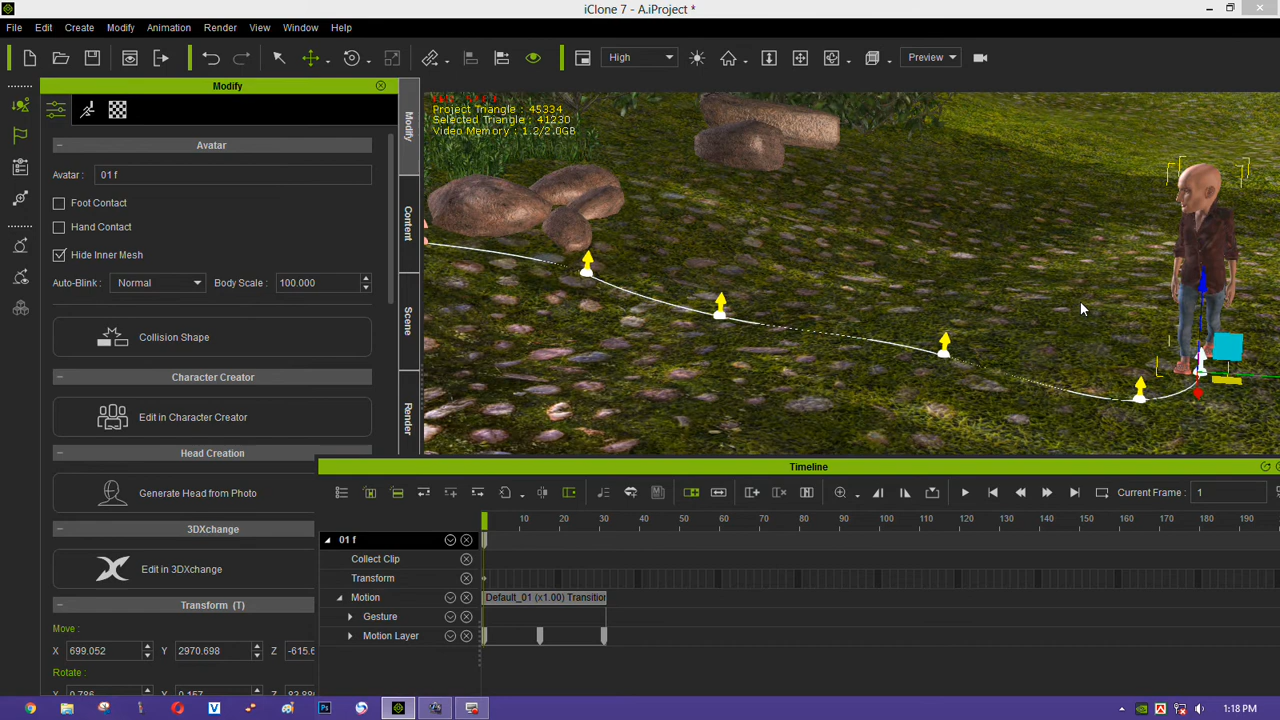 iClone 7 - A.iProject *
File Edit Create Modify Animation Render View Window Help
High
Preview
Modify
Project Triangle : 45334
Selected Triangle : 41230
Video Memory : 1.2/2.0GB
Modify
Content
Scene
Render
Avatar
Avatar : 01 f
Foot Contact
Hand Contact
Hide Inner Mesh
Auto-Blink : Normal Body Scale : 100.000
Collision Shape
Character Creator
Edit in Character Creator
Head Creation
Generate Head from Photo
3DXchange
Edit in 3DXchange
Transform (T)
Move :
X 699.052 Y 2970.698 Z -615.6
Rotate :
Timeline
Current Frame : 1
10 20 30 40 50 60 70 80 90 100 110 120 130 140 150 160 170 180 190
01 f
Collect Clip
Transform
Motion
Default_01 (x1.00) Transition
Gesture
Motion Layer
Ps
1:18 PM